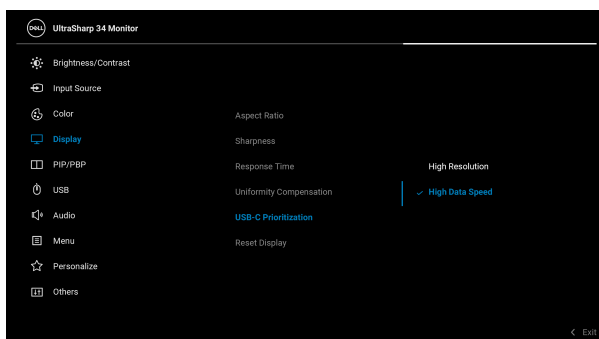 DELL UltraSharp 34 Monitor
Brightness/Contrast
Input Source
Color
Display
PIP/PBP
USB
Audio
Menu
Personalize
Others
Aspect Ratio
Sharpness
Response Time
Uniformity Compensation
USB-C Prioritization
Reset Display
High Resolution
High Data Speed
Exit